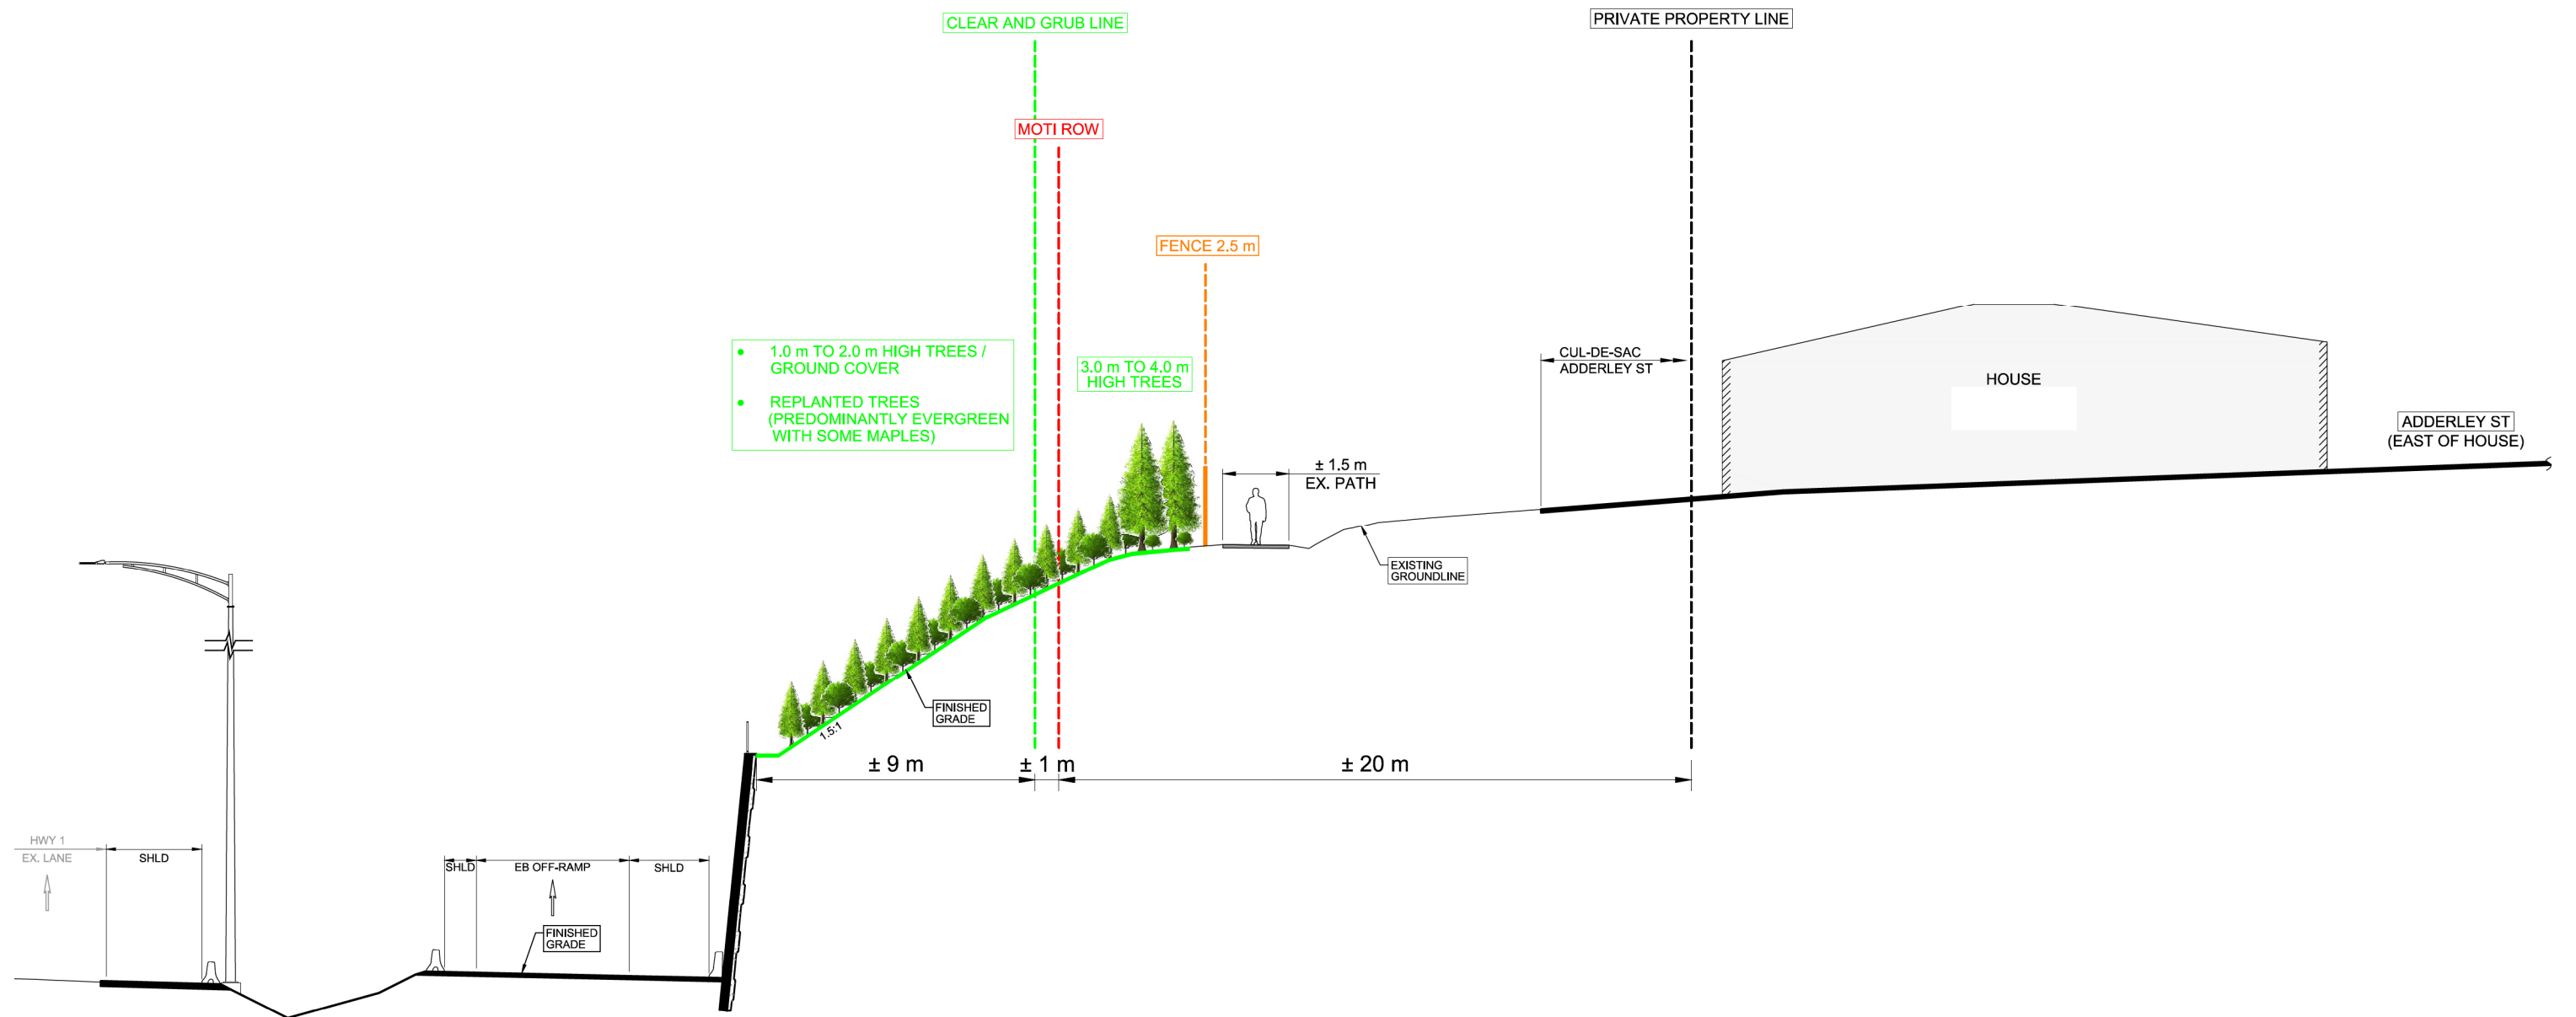 CLEAR AND GRUB LINE
PRIVATE PROPERTY LINE
MOTI ROW
FENCE 2.5 m
• 1.0 m TO 2.0 m HIGH TREES /
GROUND COVER
• REPLANTED TREES
(PREDOMINANTLY EVERGREEN
WITH SOME MAPLES)
3.0 m TO 4.0 m
HIGH TREES
CUL-DE-SAC
ADDERLEY ST
HOUSE
ADDERLEY ST
(EAST OF HOUSE)
± 1.5 m
EX. PATH
EXISTING
GROUNDLINE
FINISHED
GRADE
1.5:1
± 9 m
± 1 m
± 20 m
HWY 1
EX. LANE
SHLD
SHLD
EB OFF-RAMP
SHLD
FINISHED
GRADE